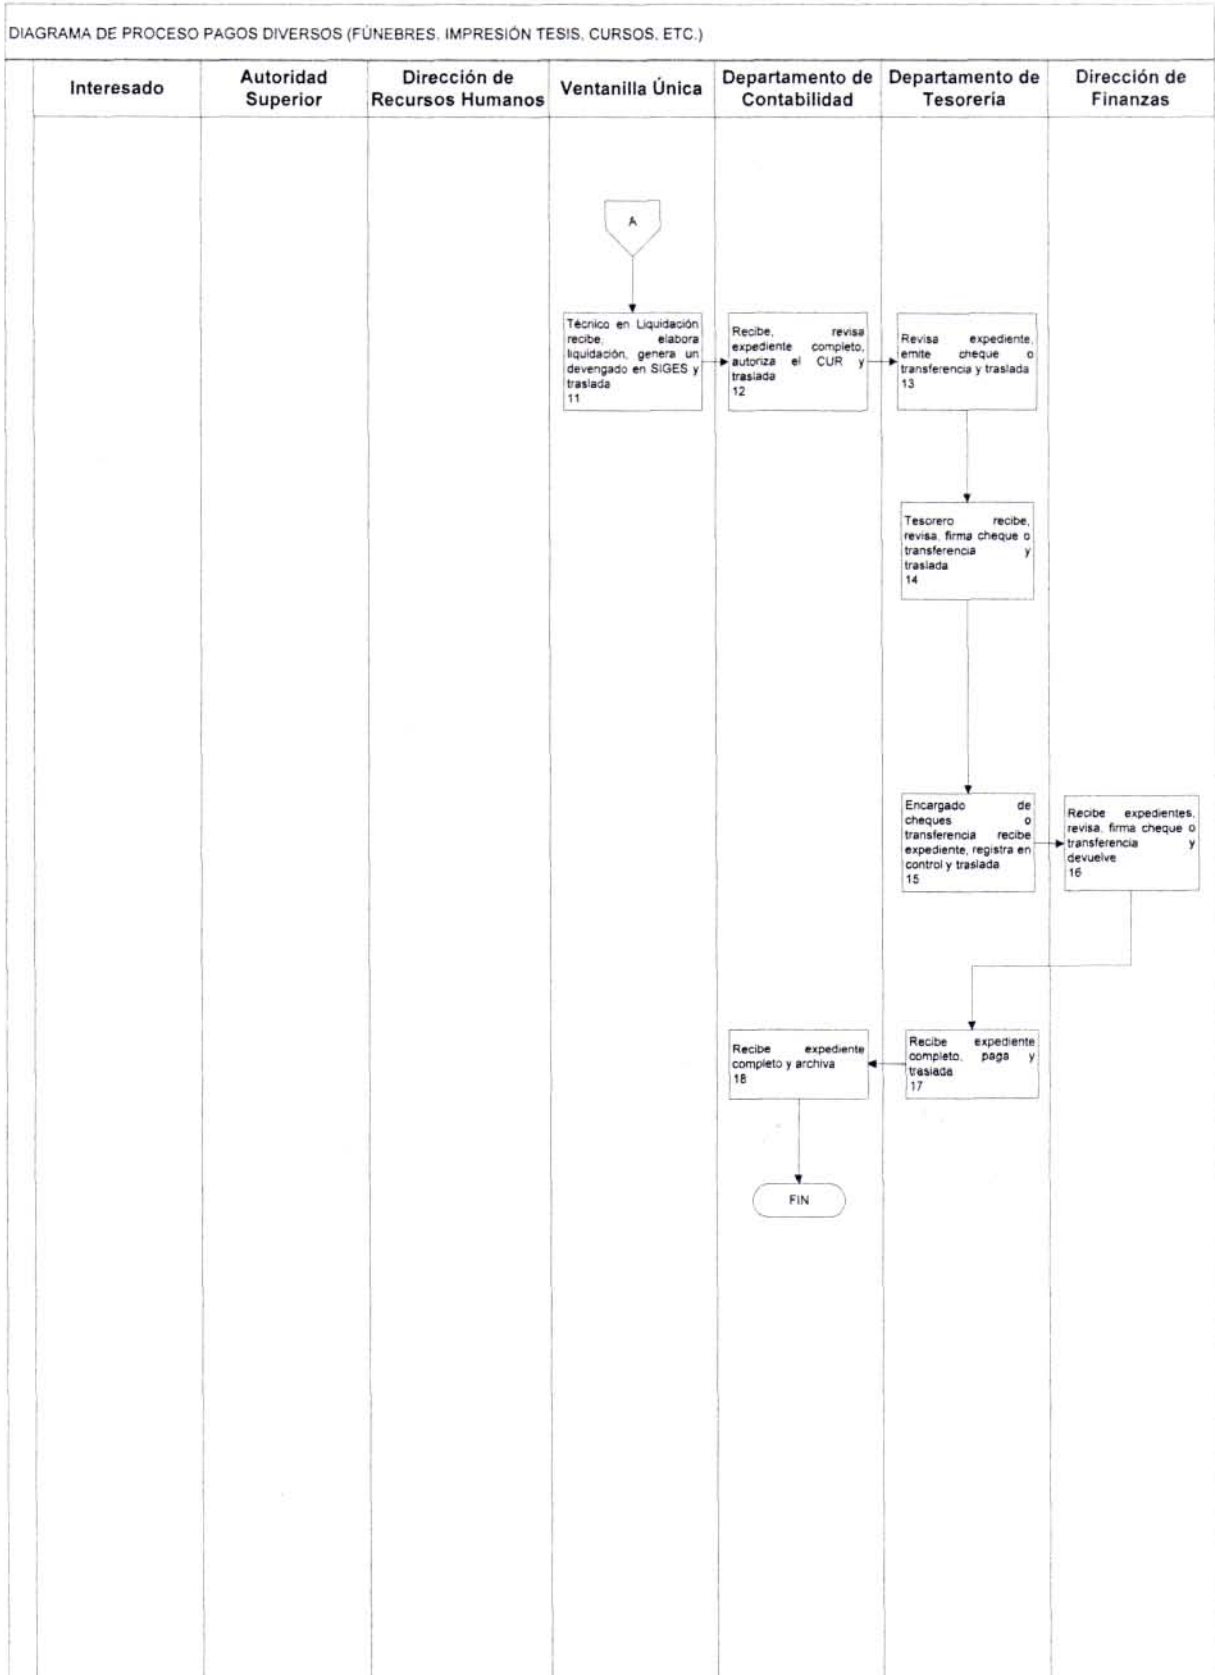 DIAGRAMA DE PROCESO PAGOS DIVERSOS (FÚNEBRES, IMPRESIÓN TESIS, CURSOS, ETC.)
Interesado
Autoridad
Superior
Dirección de
Recursos Humanos
Ventanilla Única
Departamento de
Contabilidad
Departamento de
Tesorería
Dirección de
Finanzas
A
Técnico en Liquidación
recibe, elabora
liquidación, genera un
devengado en SIGES y
traslada
11
Recibe, revisa
expediente completo,
autoriza el CUR y
traslada
12
Revisa expediente,
emite cheque o
transferencia y traslada
13
Tesorero recibe,
revisa, firma cheque o
transferencia y
traslada
14
Encargado de
cheques o
transferencia recibe
expediente, registra en
control y traslada
15
Recibe expedientes,
revisa, firma cheque o
transferencia y
devuelve
16
Recibe expediente
completo, paga y
traslada
17
Recibe expediente
completo y archiva
18
FIN